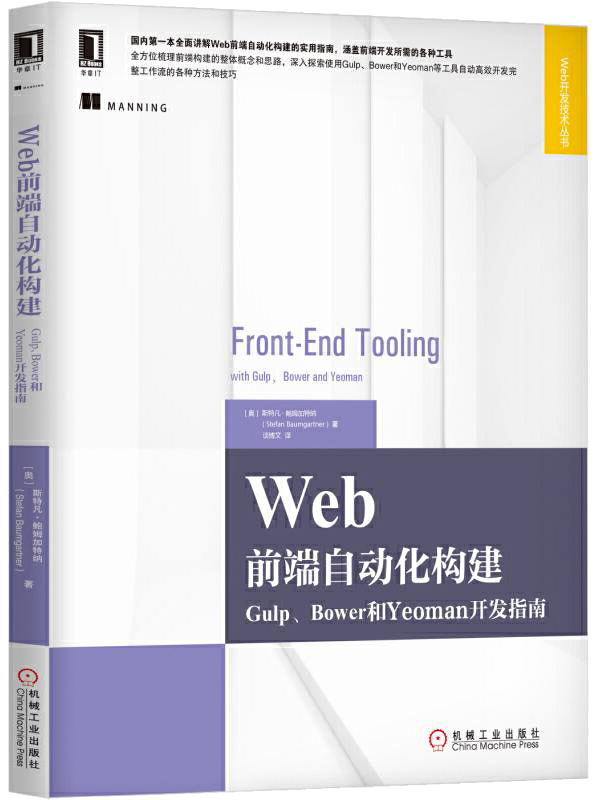 HZ BOOKS
华章IT
国内第一本全面讲解Web前端自动化构建的实用指南，涵盖前端开发所需的各种工具
全方位梳理前端构建的整体概念和思路，深入探索使用Gulp、Bower和Yeoman等工具自动高效开发完
整工作流的各种方法和技巧
MANNING
Web开发技术丛书
Front-End Tooling
with Gulp、Bower and Yeoman
[奥] 斯特凡·鲍姆加特纳
(Stefan Baumgartner) 著
谈博文 译
Web
前端自动化构建
Gulp、Bower和Yeoman开发指南
机械工业出版社
China Machine Press
HZ BOOKS
华章IT
Web前端自动化构建
Gulp、Bower和
Yeoman开发指南
[奥] 斯特凡·鲍姆加特纳
(Stefan Baumgartner) 著
机械工业出版社
China Machine Press